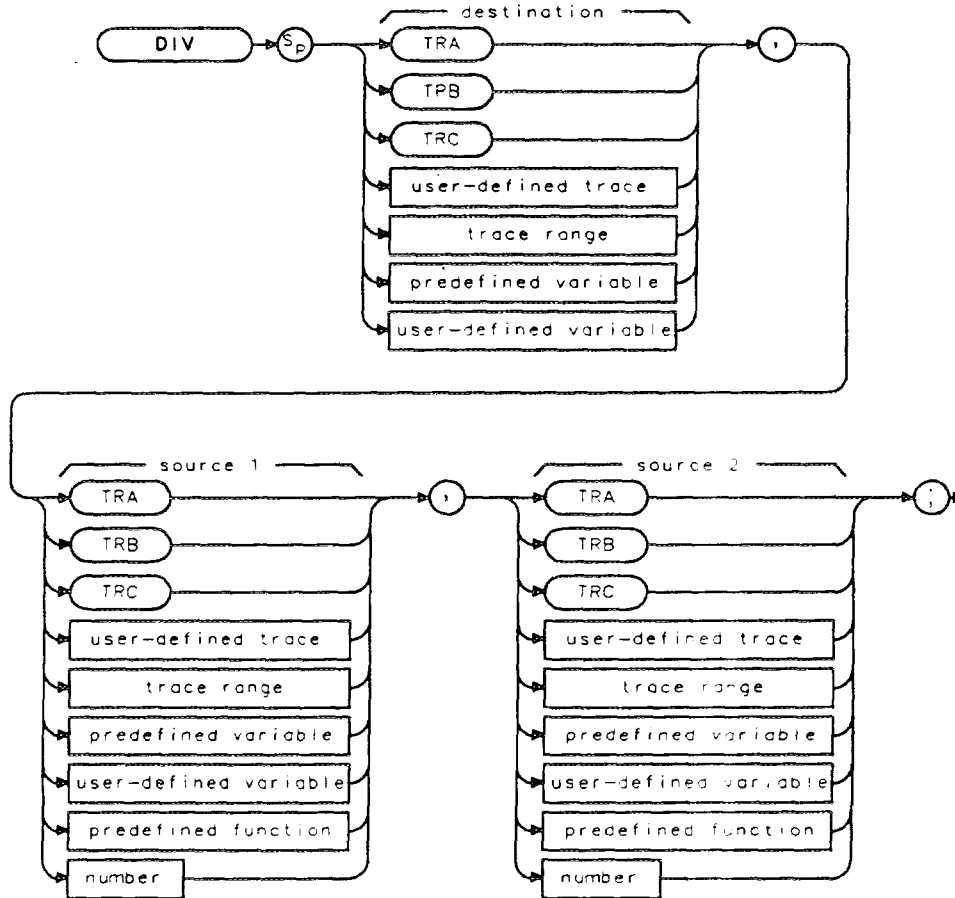 destination
DIV Sp TRA ,
TPB
TRC
user-defined trace
trace range
predefined variable
user-defined variable
source 1 source 2
TRA , TRA ;
TRB TRB
TRC TRC
user-defined trace user-defined trace
trace range trace range
predefined variable predefined variable
user-defined variable user-defined variable
predefined function predefined function
number number